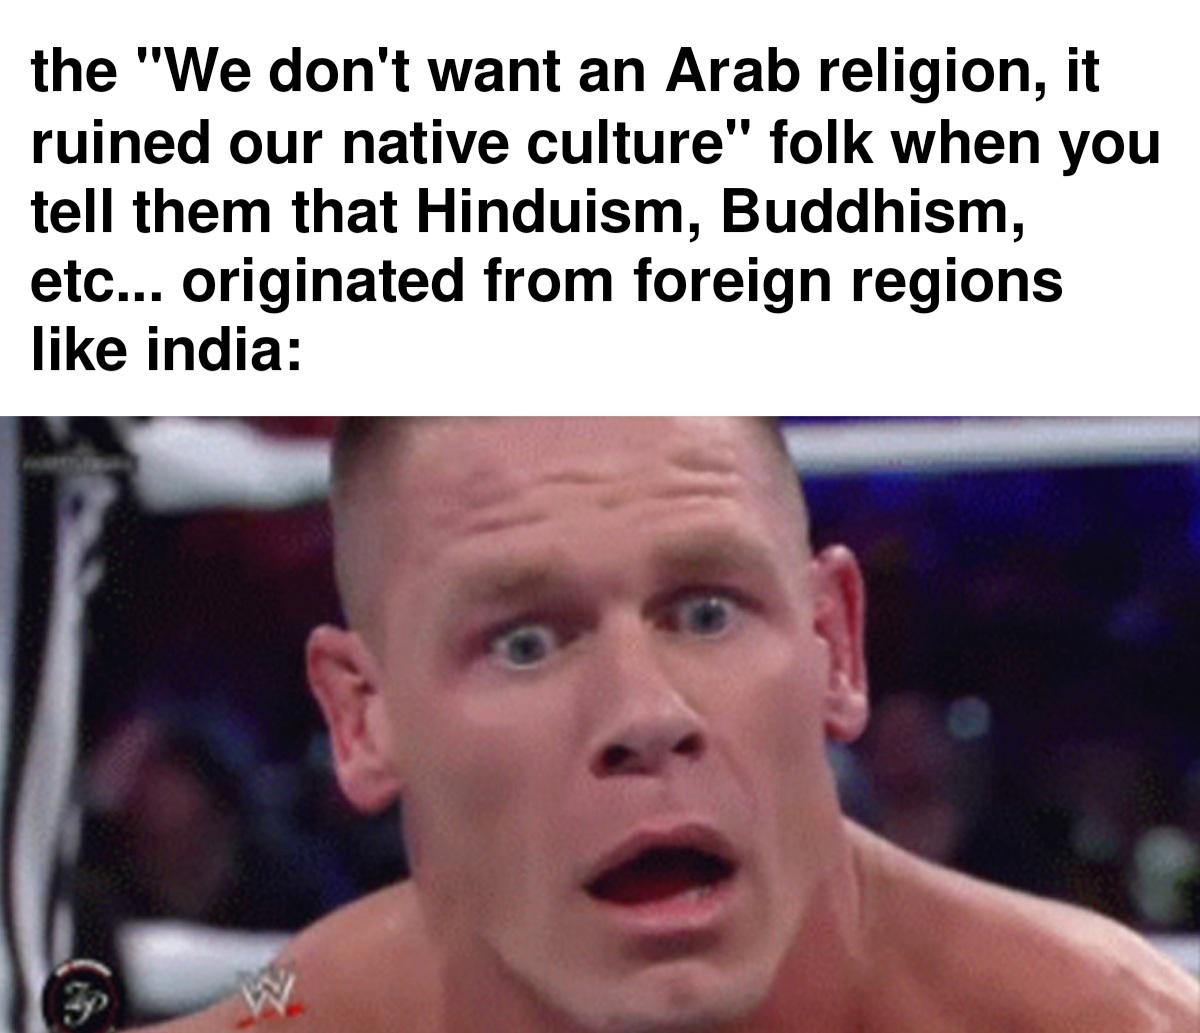 the "We don't want an Arab religion, it
ruined our native culture" folk when you
tell them that Hinduism, Buddhism,
etc... originated from foreign regions
like india:
W